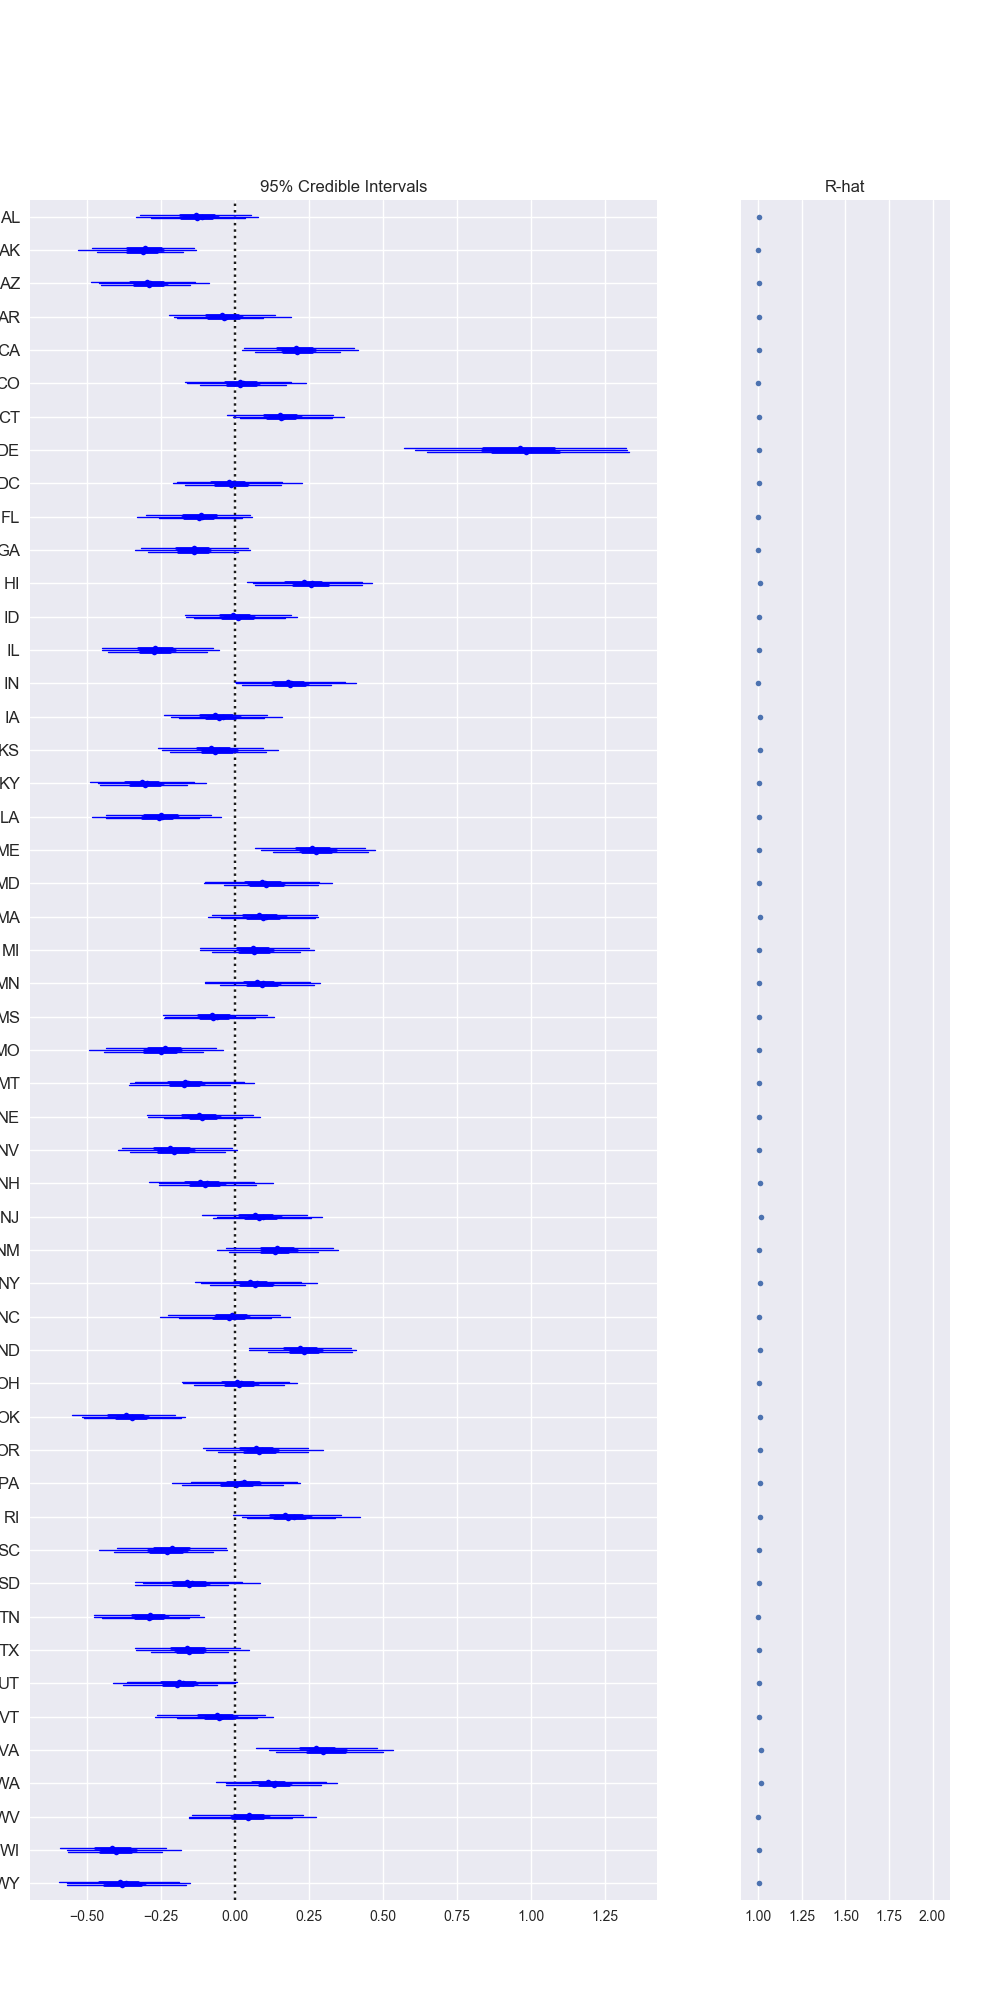 95% Credible Intervals R-hat
AL
AK
AZ
AR
CA
CO
CT
DE
DC
FL
GA
HI
ID
IL
IN
IA
KS
KY
LA
ME
MD
MA
MI
MN
MS
MO
MT
NE
NV
NH
NJ
NM
NY
NC
ND
OH
OK
OR
PA
RI
SC
SD
TN
TX
UT
VT
VA
WA
WV
WI
WY
−0.50 −0.25 0.00 0.25 0.50 0.75 1.00 1.25 1.00 1.25 1.50 1.75 2.00